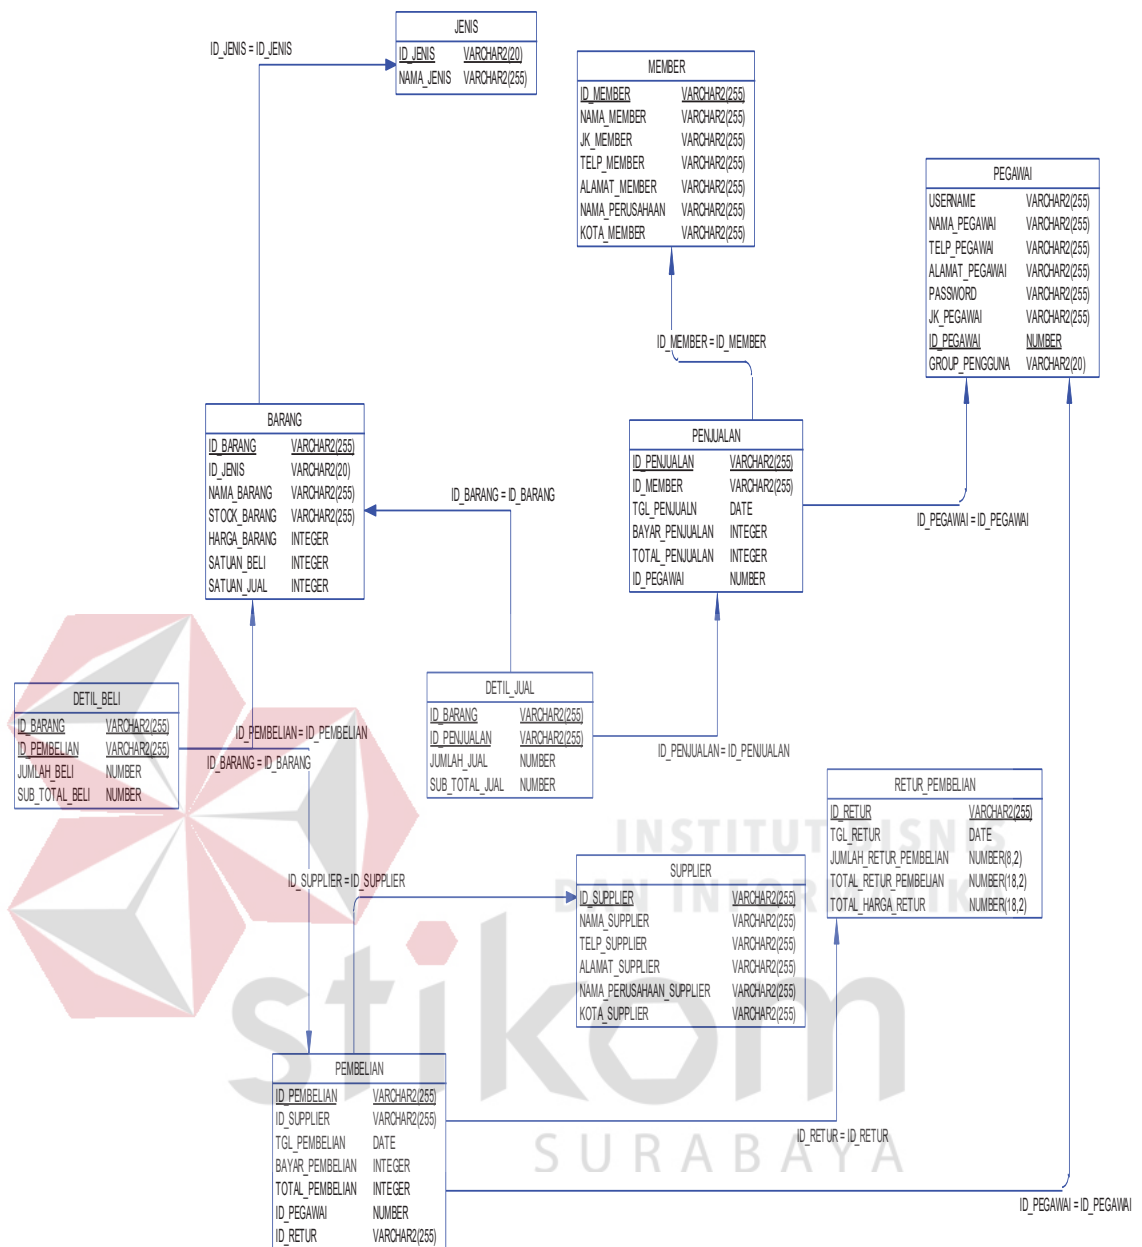 JENIS
ID_JENIS VARCHAR2(20)
NAMA_JENIS VARCHAR2(255)
ID_JENIS = ID_JENIS
MEMBER
ID_MEMBER VARCHAR2(255)
NAMA_MEMBER VARCHAR2(255)
JK_MEMBER VARCHAR2(255)
TELP_MEMBER VARCHAR2(255)
ALAMAT_MEMBER VARCHAR2(255)
NAMA_PERUSAHAAN VARCHAR2(255)
KOTA_MEMBER VARCHAR2(255)
PEGAWAI
USERNAME VARCHAR2(255)
NAMA_PEGAWAI VARCHAR2(255)
TELP_PEGAWAI VARCHAR2(255)
ALAMAT_PEGAWAI VARCHAR2(255)
PASSWORD VARCHAR2(255)
JK_PEGAWAI VARCHAR2(255)
ID_PEGAWAI NUMBER
GROUP_PENGGUNA VARCHAR2(20)
ID_MEMBER = ID_MEMBER
BARANG
ID_BARANG VARCHAR2(255)
ID_JENIS VARCHAR2(20)
NAMA_BARANG VARCHAR2(255)
STOCK_BARANG VARCHAR2(255)
HARGA_BARANG INTEGER
SATUAN_BELI INTEGER
SATUAN_JUAL INTEGER
ID_BARANG = ID_BARANG
PENJUALAN
ID_PENJUALAN VARCHAR2(255)
ID_MEMBER VARCHAR2(255)
TGL_PENJUALN DATE
BAYAR_PENJUALAN INTEGER
TOTAL_PENJUALAN INTEGER
ID_PEGAWAI NUMBER
ID_PEGAWAI = ID_PEGAWAI
DETIL_BELI
ID_BARANG VARCHAR2(255)
ID_PEMBELIAN VARCHAR2(255)
JUMLAH_BELI NUMBER
SUB_TOTAL_BELI NUMBER
ID_PEMBELIAN = ID_PEMBELIAN
ID_BARANG = ID_BARANG
DETIL_JUAL
ID_BARANG VARCHAR2(255)
ID_PENJUALAN VARCHAR2(255)
JUMLAH_JUAL NUMBER
SUB_TOTAL_JUAL NUMBER
ID_PENJUALAN = ID_PENJUALAN
RETUR_PEMBELIAN
ID_RETUR VARCHAR2(255)
TGL_RETUR DATE
JUMLAH_RETUR_PEMBELIAN NUMBER(8,2)
TOTAL_RETUR_PEMBELIAN NUMBER(18,2)
TOTAL_HARGA_RETUR NUMBER(18,2)
INSTITUT BISNIS
DAN INFORMATIKA
ID_SUPPLIER = ID_SUPPLIER
SUPPLIER
ID_SUPPLIER VARCHAR2(255)
NAMA_SUPPLIER VARCHAR2(255)
TELP_SUPPLIER VARCHAR2(255)
ALAMAT_SUPPLIER VARCHAR2(255)
NAMA_PERUSAHAAN_SUPPLIER VARCHAR2(255)
KOTA_SUPPLIER VARCHAR2(255)
stikom
SURABAYA
PEMBELIAN
ID_PEMBELIAN VARCHAR2(255)
ID_SUPPLIER VARCHAR2(255)
TGL_PEMBELIAN DATE
BAYAR_PEMBELIAN INTEGER
TOTAL_PEMBELIAN INTEGER
ID_PEGAWAI NUMBER
ID_RETUR VARCHAR2(255)
ID_RETUR = ID_RETUR
ID_PEGAWAI = ID_PEGAWAI